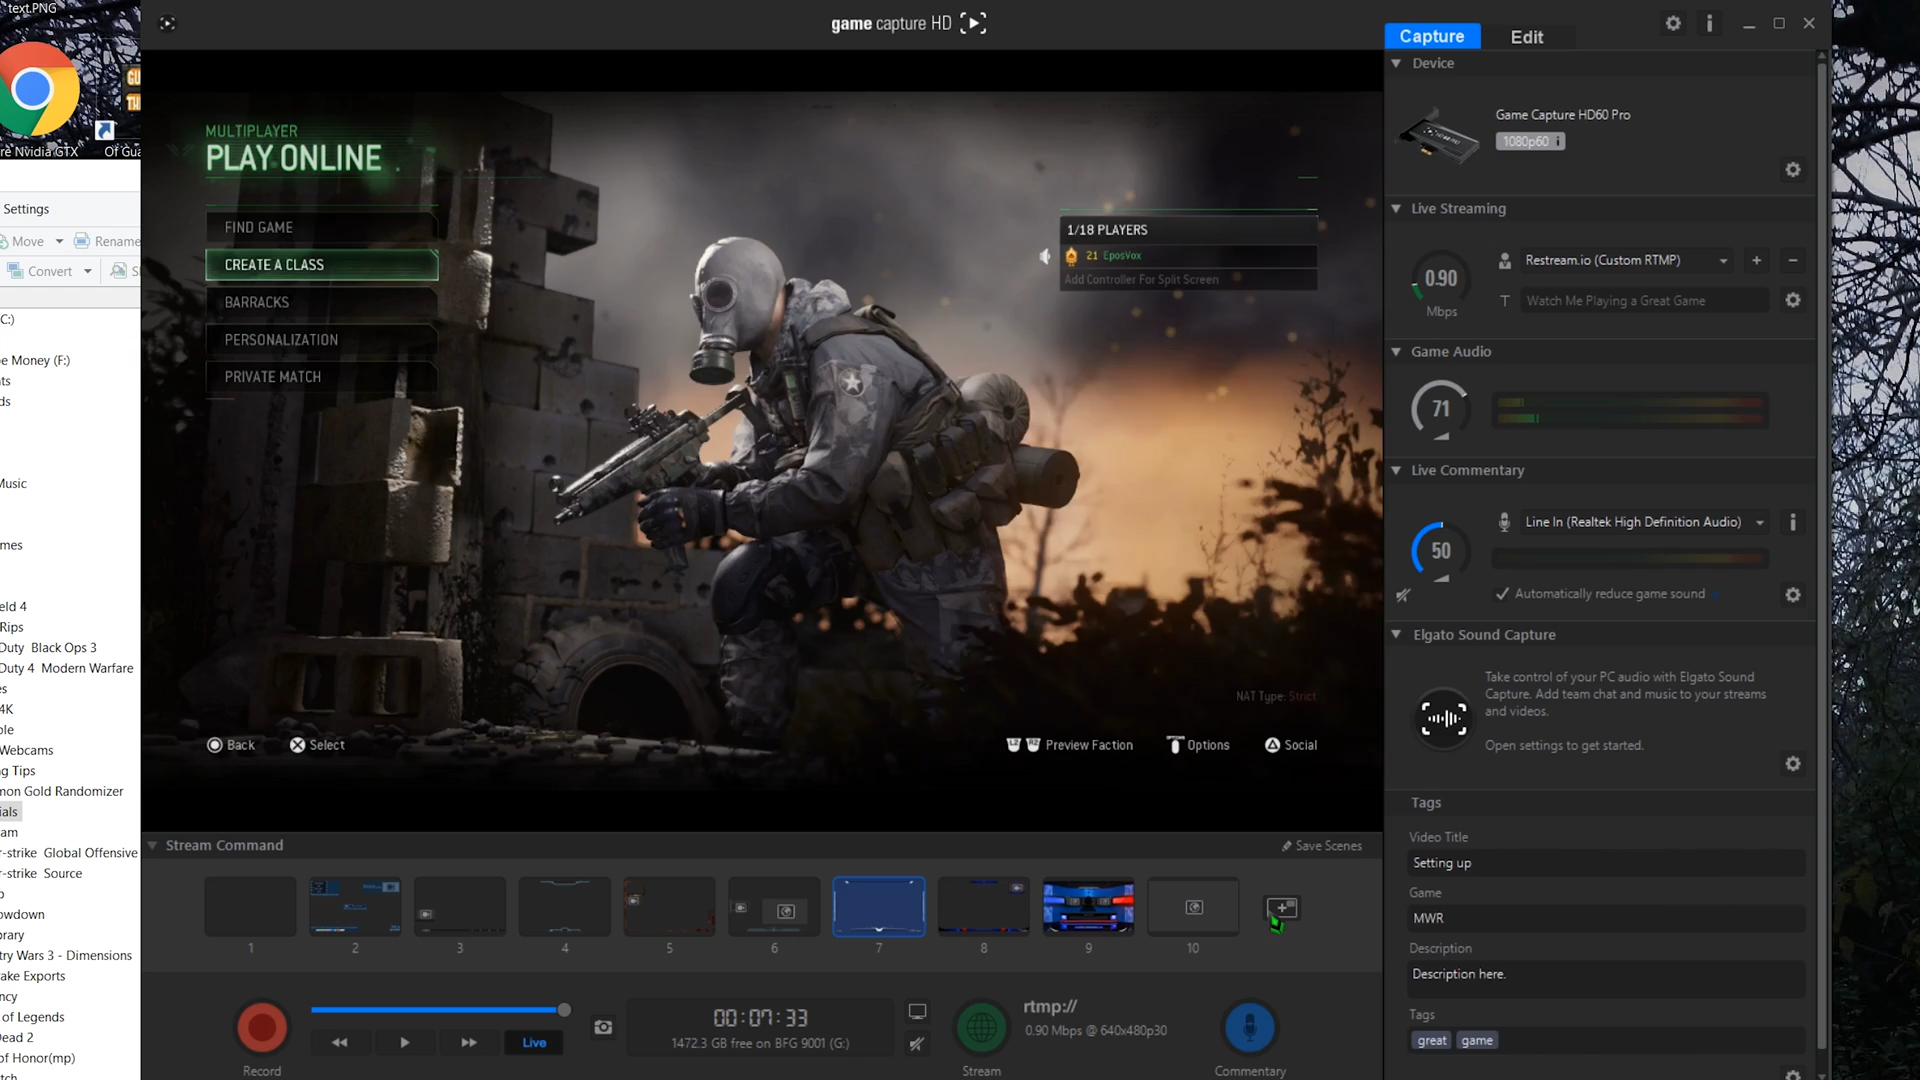 text.PNG
game capture HD
Capture
Edit
re Nvidia GTX
Of Gua
Settings
Move
Rename
Convert
C:)
e Money (F:)
Music
eld 4
Rips
Duty Black Ops 3
Duty 4 Modern Warfare
4K
Webcams
ng Tips
mon Gold Randomizer
ials
am
r-strike Global Offensive
r-strike Source
owdown
brary
try Wars 3 - Dimensions
ake Exports
ncy
of Legends
Dead 2
of Honor(mp)
MULTIPLAYER
PLAY ONLINE
FIND GAME
CREATE A CLASS
BARRACKS
PERSONALIZATION
PRIVATE MATCH
1/18 PLAYERS
21 EposVox
Add Controller For Split Screen
NAT Type: Strict
Back
Select
L2 R2 Preview Faction
Options
Social
Device
Game Capture HD60 Pro
1080p60 i
Live Streaming
0.90
Mbps
Restream.io (Custom RTMP)
Watch Me Playing a Great Game
Game Audio
71
Live Commentary
50
Line In (Realtek High Definition Audio)
Automatically reduce game sound
Elgato Sound Capture
Take control of your PC audio with Elgato Sound
Capture. Add team chat and music to your streams
and videos.
Open settings to get started.
Tags
Video Title
Setting up
Game
MWR
Description
Description here.
Tags
great game
Stream Command
Save Scenes
1 2 3 4 5 6 7 8 9 10
Record
Live
00:07:33
1472.3 GB free on BFG 9001 (G:)
Stream
rtmp://
0.90 Mbps @ 640x480p30
Commentary